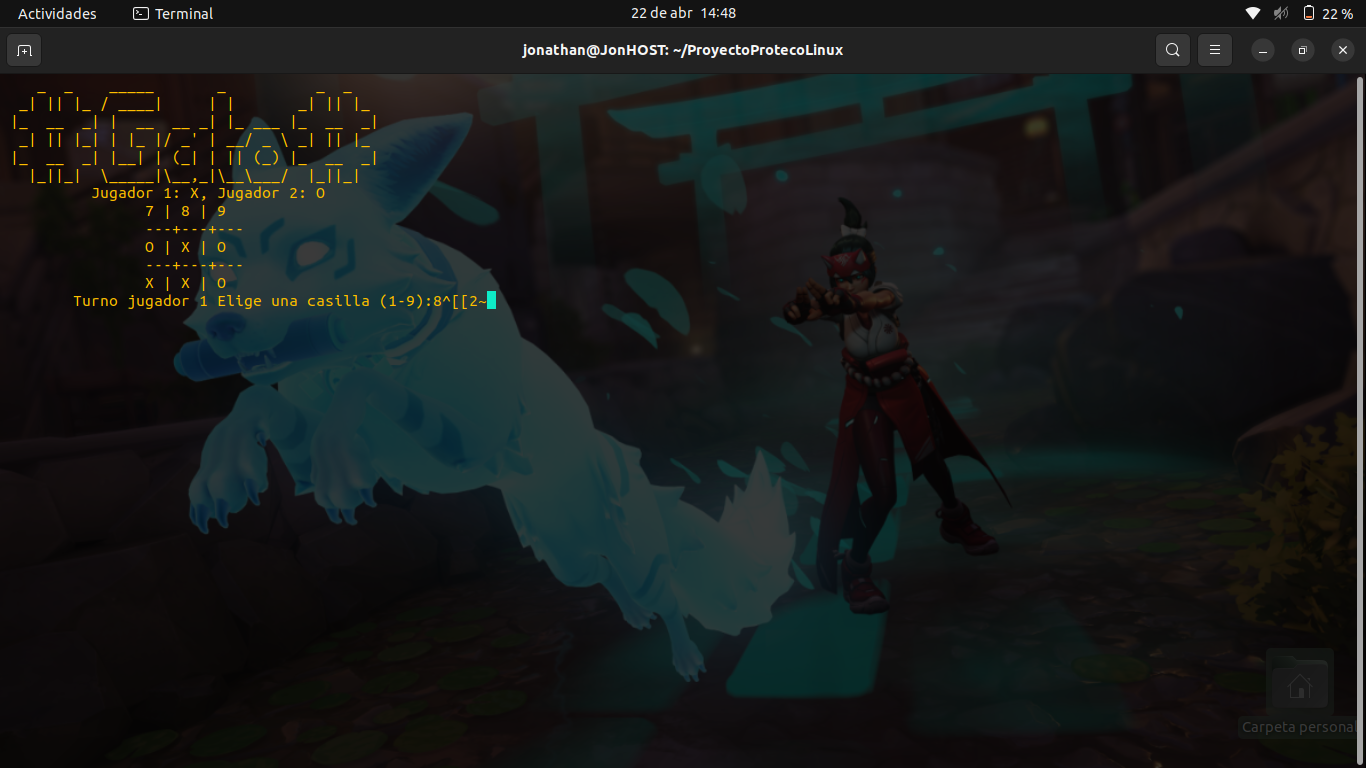 Actividades Terminal 22 de abr 14:48 22 %
jonathan@JonHOST: ~/ProyectoProtecoLinux
#Gato#
Jugador 1: X, Jugador 2: O
7 | 8 | 9
---+---+---
O | X | O
---+---+---
X | X | O
Turno jugador 1 Elige una casilla (1-9):8^[[2~
Carpeta personal